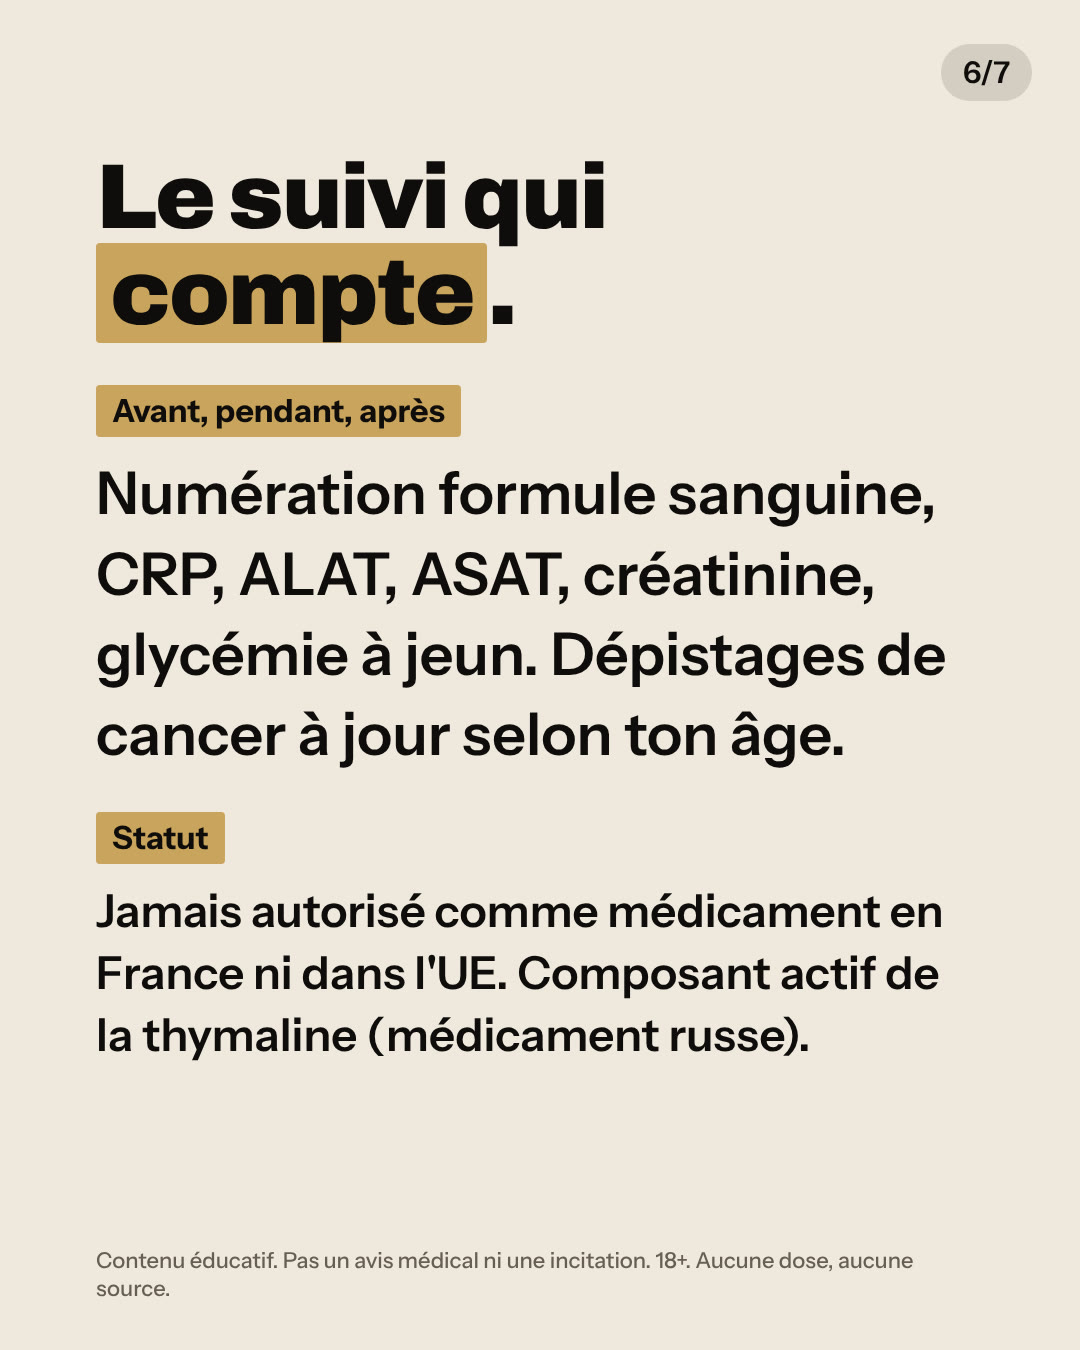 6/7
Le suivi qui
compte.
Avant, pendant, après
Numération formule sanguine,
CRP, ALAT, ASAT, créatinine,
glycémie à jeun. Dépistages de
cancer à jour selon ton âge.
Statut
Jamais autorisé comme médicament en
France ni dans l'UE. Composant actif de
la thymaline (médicament russe).
Contenu éducatif. Pas un avis médical ni une incitation. 18+. Aucune dose, aucune
source.